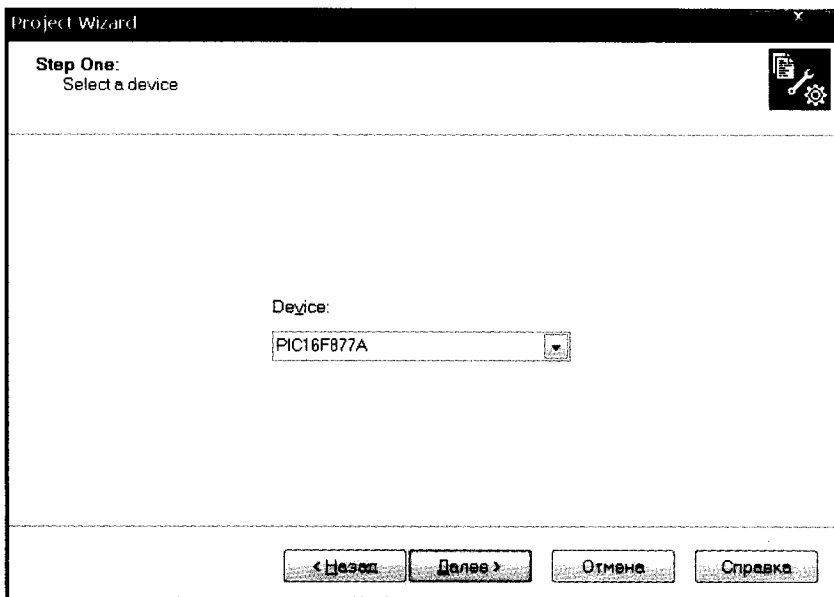 Project Wizard
Step One:
Select a device
Device:
PIC16F877A
< Назад
Далее >
Отмена
Справка